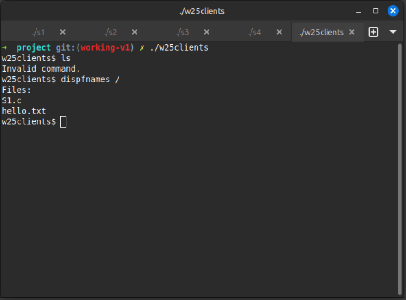 ./w25clients
./s1
./s2
./s3
./s4
./w25clients
→ project git:(working-v1) ✗ ./w25clients
w25clients$ ls
Invalid command.
w25clients$ dispfnames /
Files:
S1.c
hello.txt
w25clients$